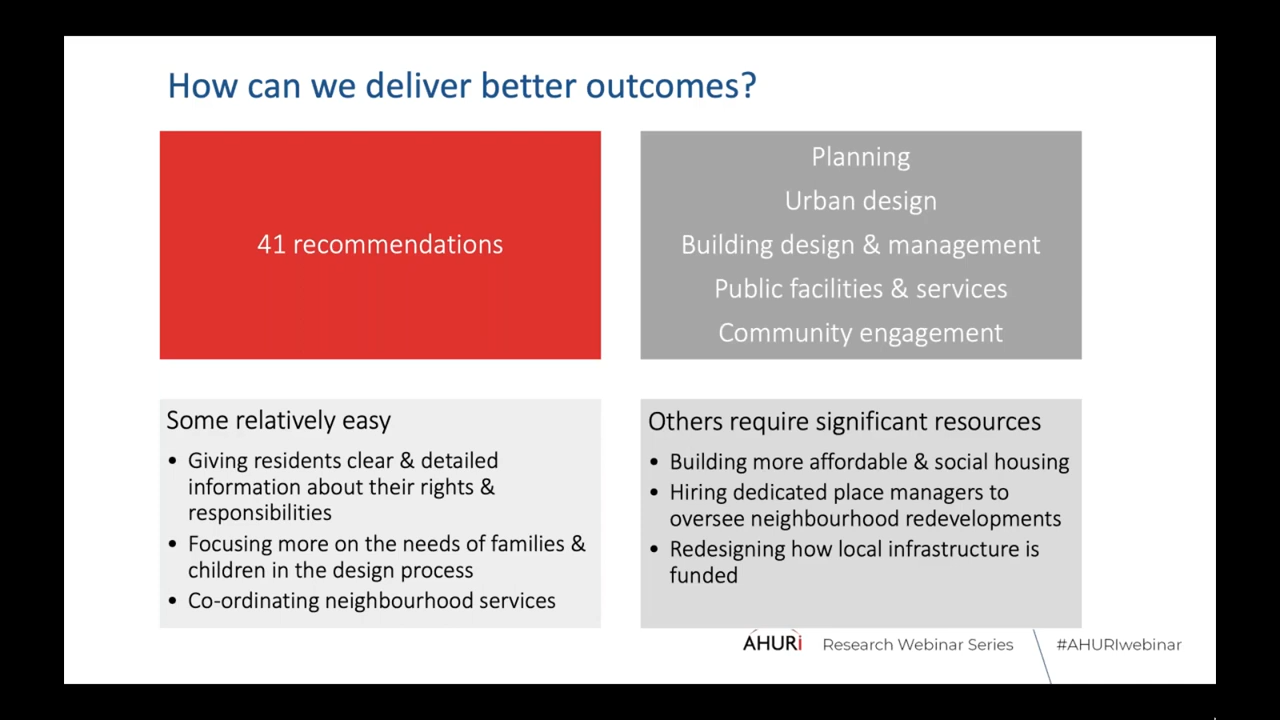 How can we deliver better outcomes?
41 recommendations
Planning
Urban design
Building design & management
Public facilities & services
Community engagement
Some relatively easy
• Giving residents clear & detailed
information about their rights &
responsibilities
• Focusing more on the needs of families &
children in the design process
• Co-ordinating neighbourhood services
Others require significant resources
• Building more affordable & social housing
• Hiring dedicated place managers to
oversee neighbourhood redevelopments
• Redesigning how local infrastructure is
funded
AHURi Research Webinar Series #AHURIwebinar